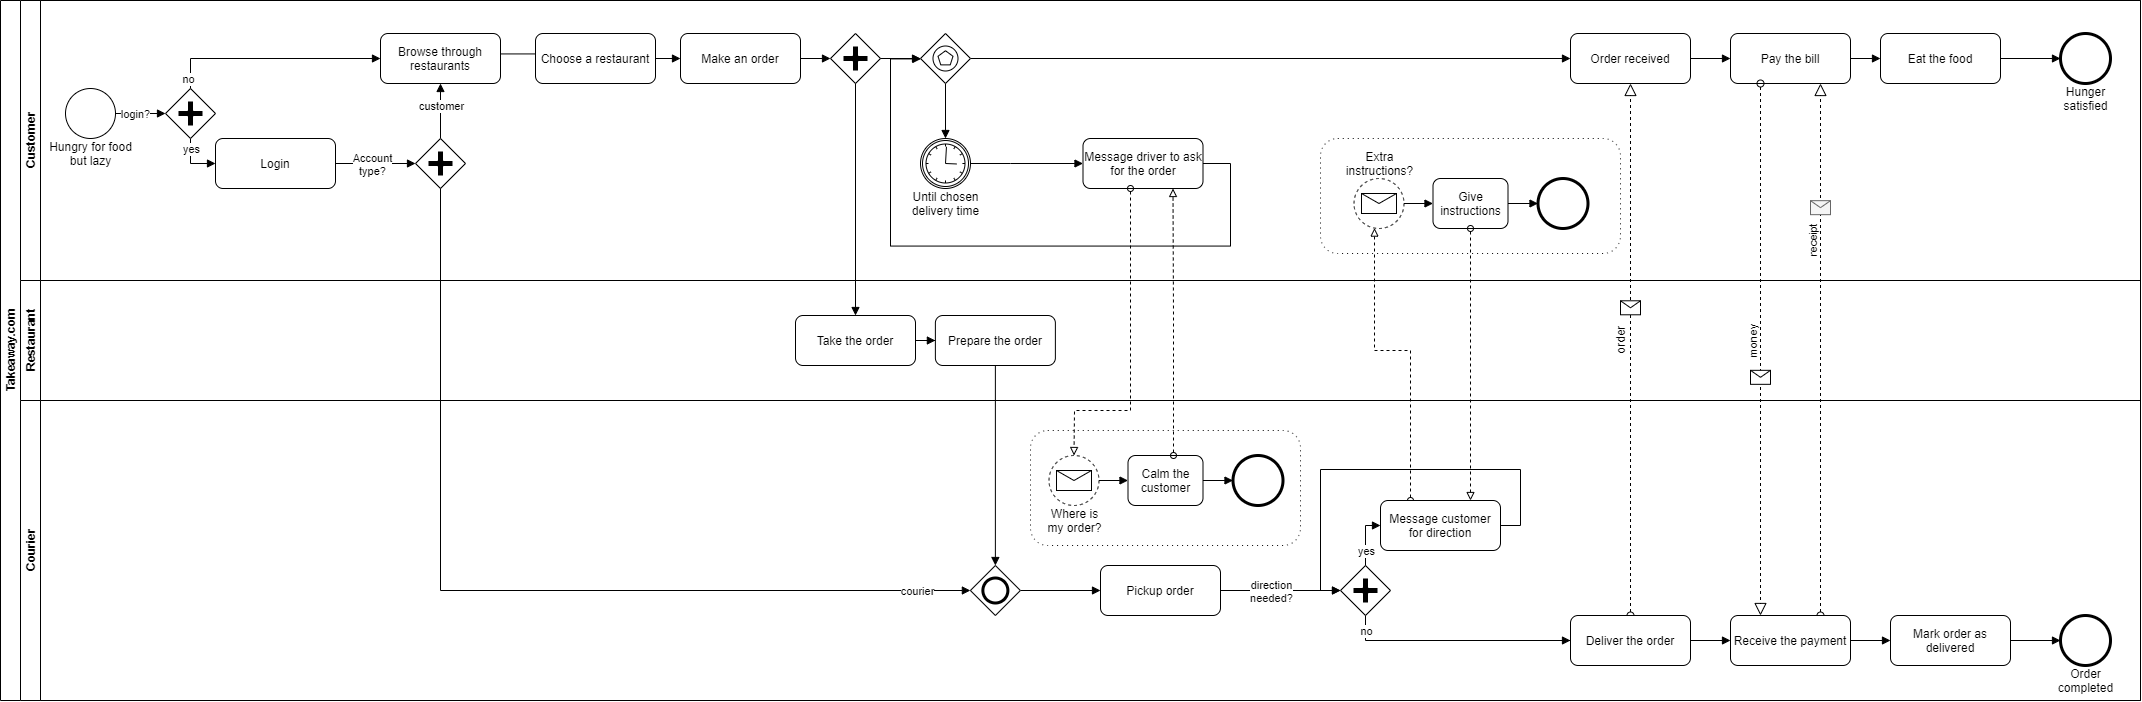 Takeaway.com
Customer
Hungry for food
but lazy
login?
no
yes
Login
Account
type?
customer
Browse through
restaurants
Choose a restaurant
Make an order
Until chosen
delivery time
Message driver to ask
for the order
Extra
instructions?
Give
instructions
Order received
Pay the bill
Eat the food
Hunger
satisfied
receipt
Restaurant
Take the order
Prepare the order
order
money
Courier
courier
Where is
my order?
Calm the
customer
Pickup order
direction
needed?
yes
no
Message customer
for direction
Deliver the order
Receive the payment
Mark order as
delivered
Order
completed